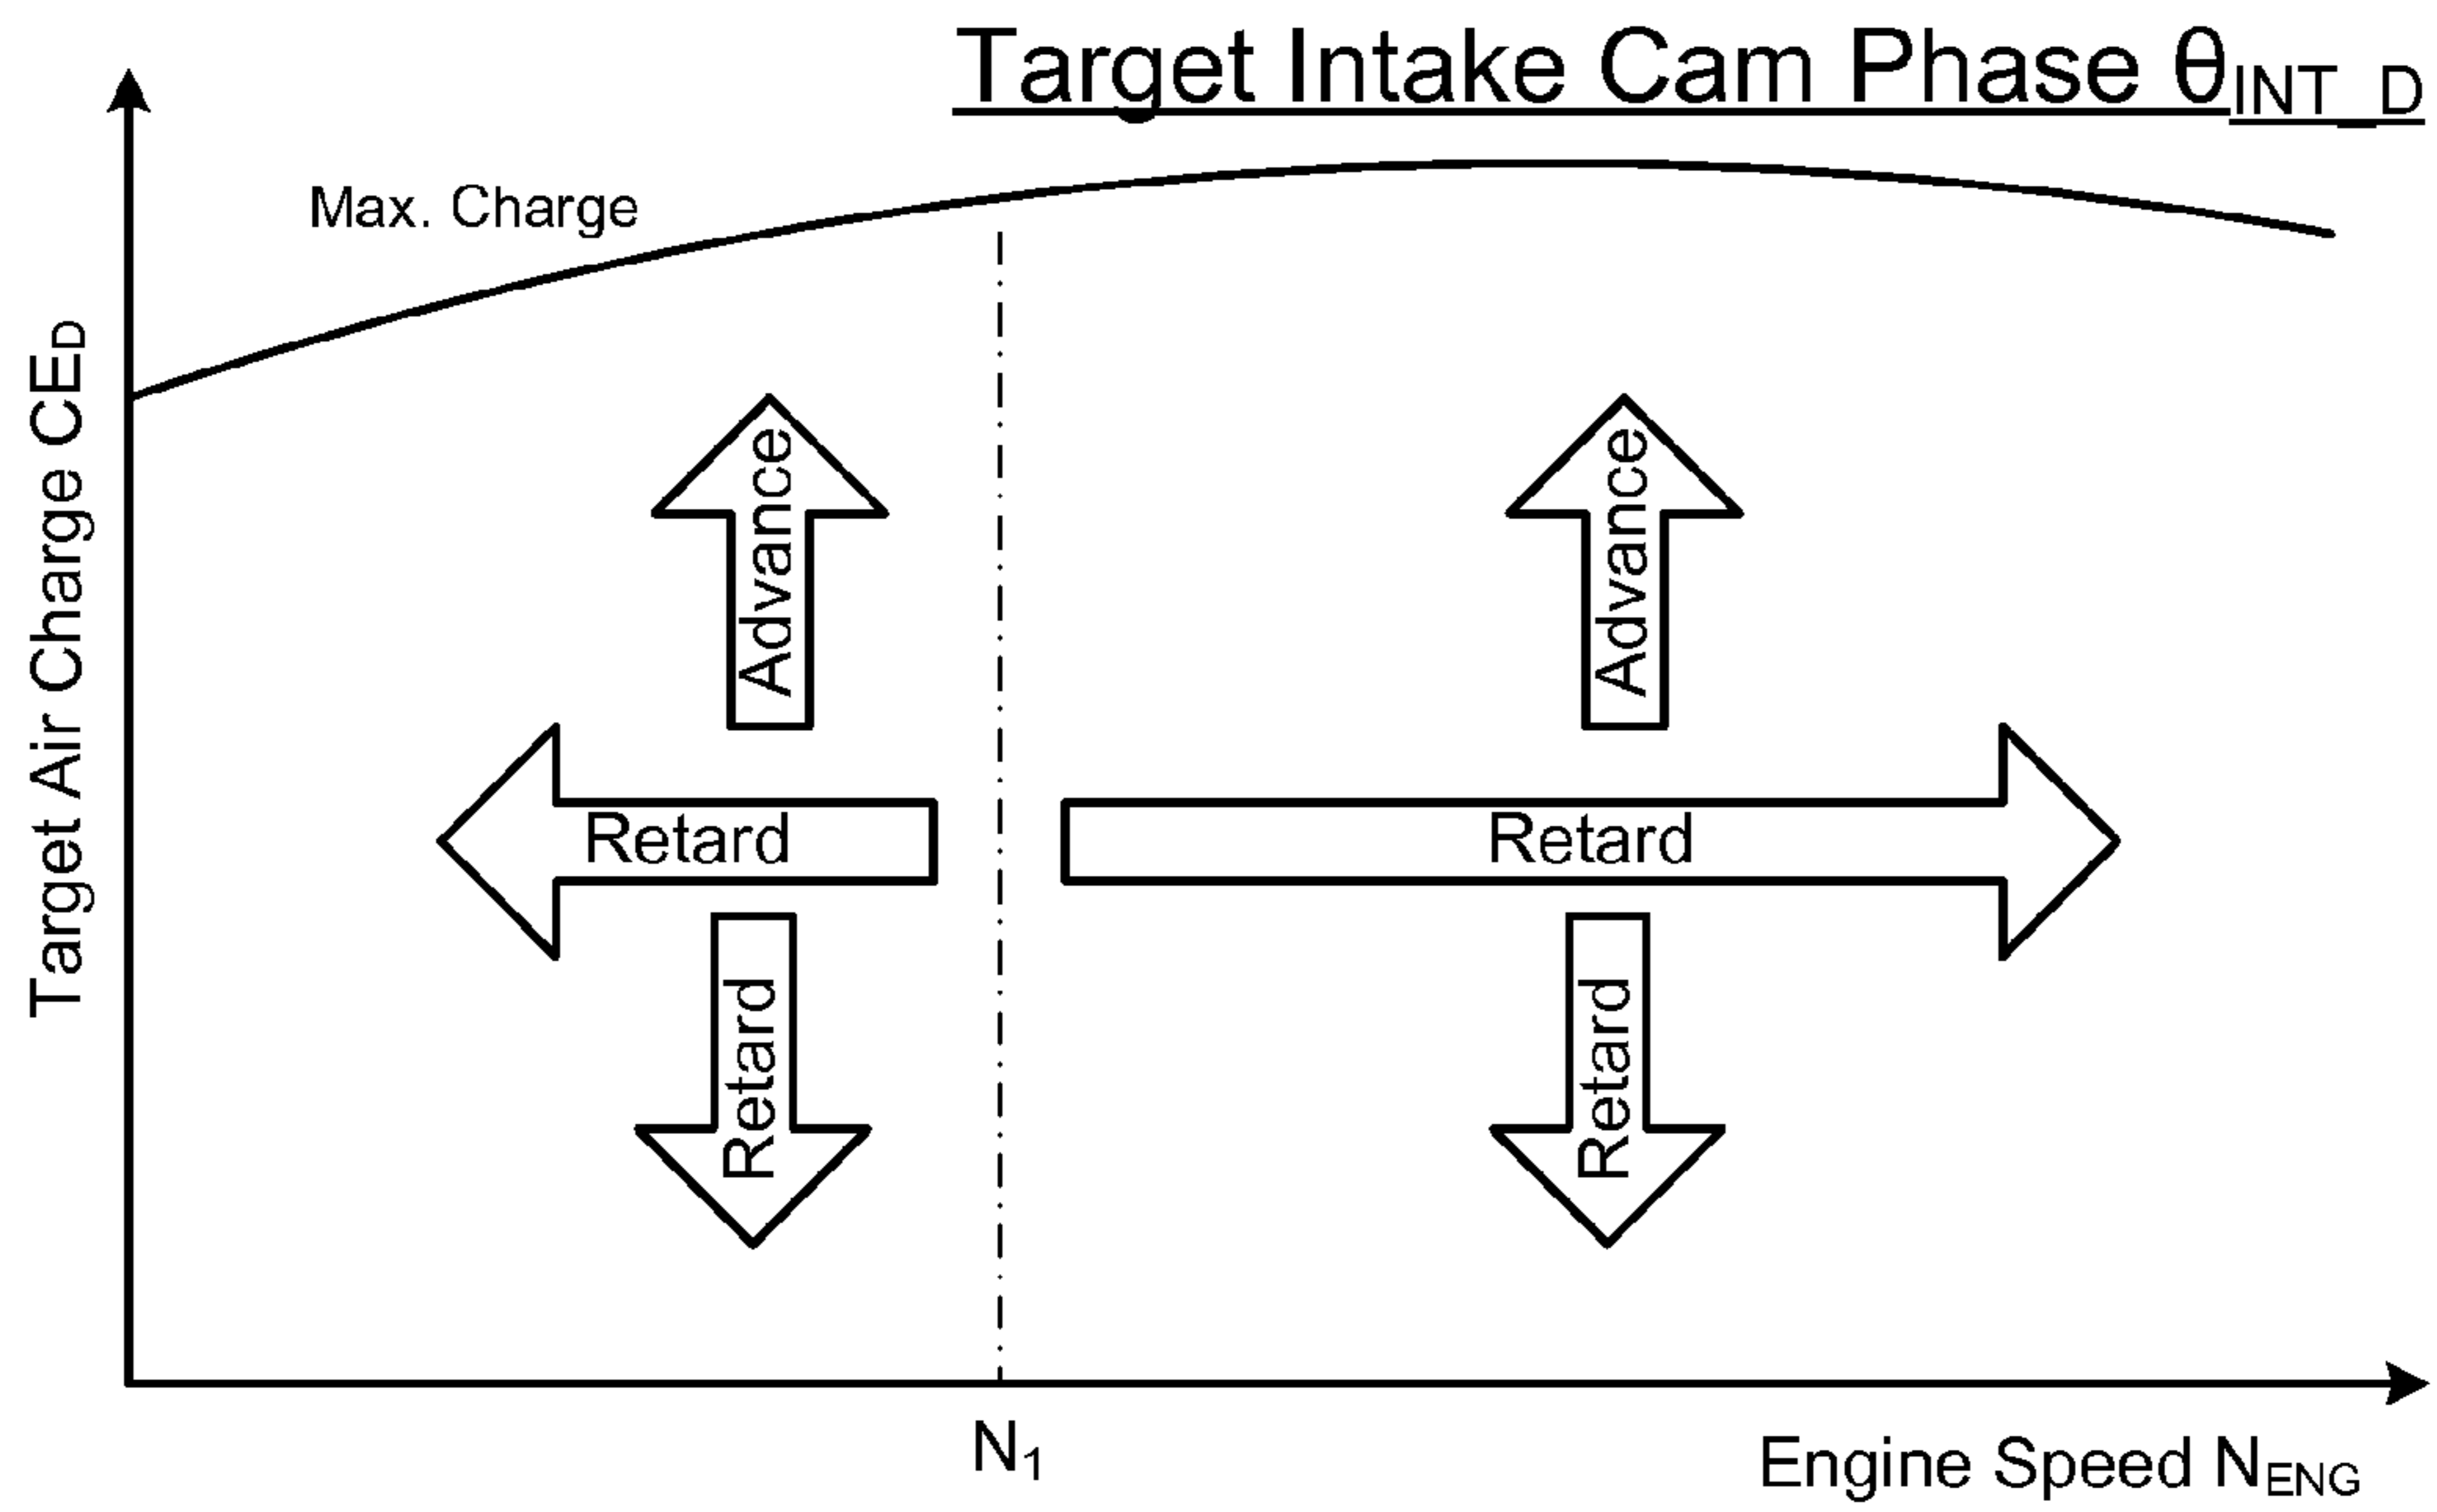 Target Intake Cam Phase θINT_D
Max. Charge
Target Air Charge CED
Advance
Advance
Retard
Retard
Retard
Retard
N1
Engine Speed NENG